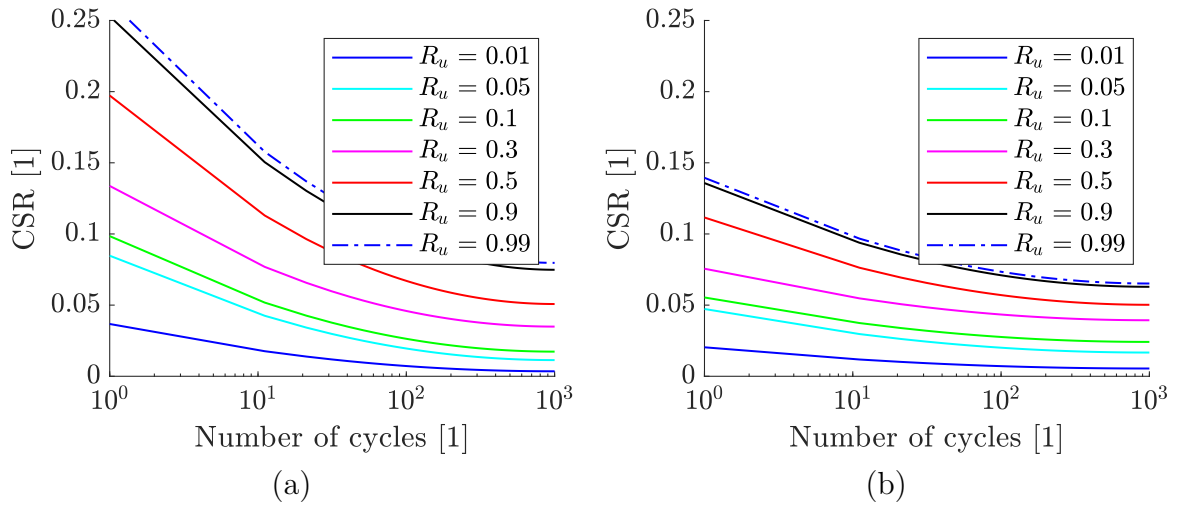 0.25
0.2
0.15
0.1
0.05
0
CSR [1]
10^0
10^1
10^2
10^3
Number of cycles [1]
R_u = 0.01
R_u = 0.05
R_u = 0.1
R_u = 0.3
R_u = 0.5
R_u = 0.9
R_u = 0.99
(a)
0.25
0.2
0.15
0.1
0.05
0
CSR [1]
10^0
10^1
10^2
10^3
Number of cycles [1]
R_u = 0.01
R_u = 0.05
R_u = 0.1
R_u = 0.3
R_u = 0.5
R_u = 0.9
R_u = 0.99
(b)